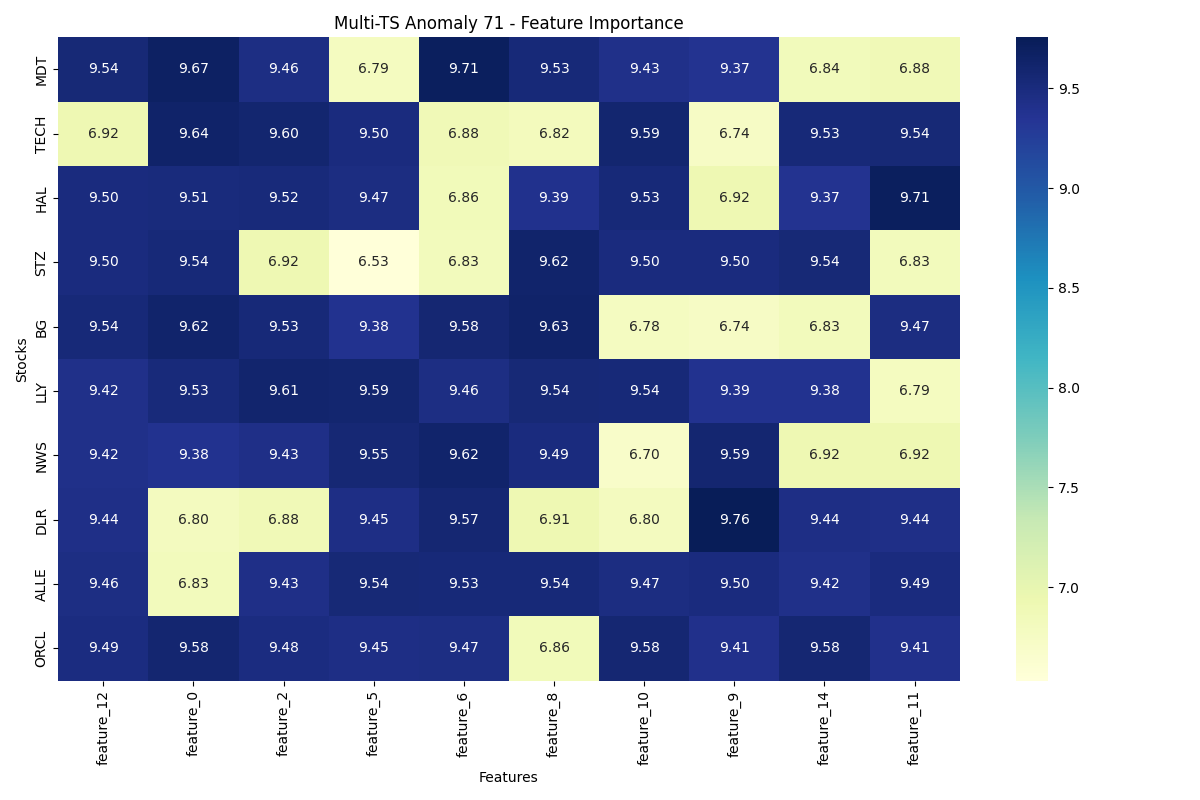 Multi-TS Anomaly 71 - Feature Importance
MDT 9.54 9.67 9.46 6.79 9.71 9.53 9.43 9.37 6.84 6.88
TECH 6.92 9.64 9.60 9.50 6.88 6.82 9.59 6.74 9.53 9.54
HAL 9.50 9.51 9.52 9.47 6.86 9.39 9.53 6.92 9.37 9.71
STZ 9.50 9.54 6.92 6.53 6.83 9.62 9.50 9.50 9.54 6.83
BG 9.54 9.62 9.53 9.38 9.58 9.63 6.78 6.74 6.83 9.47
LLY 9.42 9.53 9.61 9.59 9.46 9.54 9.54 9.39 9.38 6.79
NWS 9.42 9.38 9.43 9.55 9.62 9.49 6.70 9.59 6.92 6.92
DLR 9.44 6.80 6.88 9.45 9.57 6.91 6.80 9.76 9.44 9.44
ALLE 9.46 6.83 9.43 9.54 9.53 9.54 9.47 9.50 9.42 9.49
ORCL 9.49 9.58 9.48 9.45 9.47 6.86 9.58 9.41 9.58 9.41
feature_12 feature_0 feature_2 feature_5 feature_6 feature_8 feature_10 feature_9 feature_14 feature_11
Features
Stocks
9.5
9.0
8.5
8.0
7.5
7.0